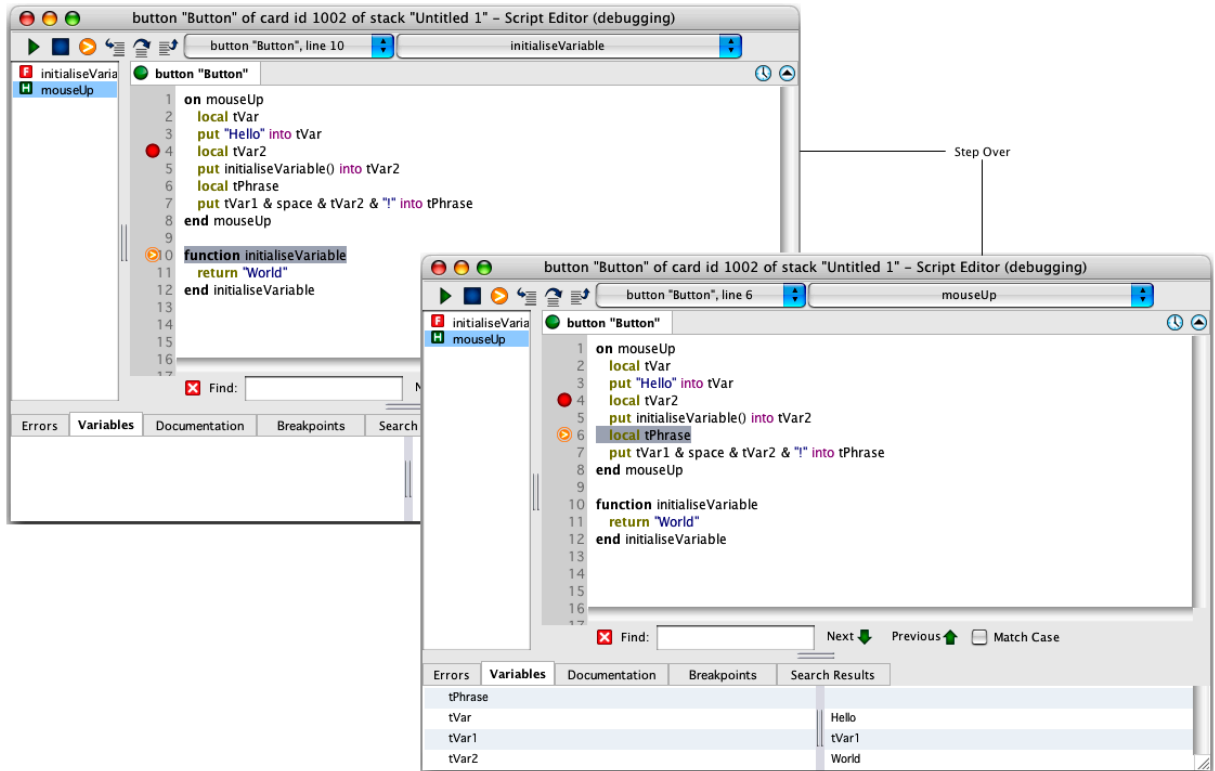 button "Button" of card id 1002 of stack "Untitled 1" – Script Editor (debugging)
button "Button", line 10
initialiseVariable
F initialiseVaria
H mouseUp
button "Button"
1 on mouseUp
2 local tVar
3 put "Hello" into tVar
4 local tVar2
5 put initialiseVariable() into tVar2
6 local tPhrase
7 put tVar1 & space & tVar2 & "!" into tPhrase
8 end mouseUp
9
10 function initialiseVariable
11 return "World"
12 end initialiseVariable
13
14
15
16
17
Find:
Errors Variables Documentation Breakpoints Search
Step Over
button "Button" of card id 1002 of stack "Untitled 1" – Script Editor (debugging)
button "Button", line 6
mouseUp
F initialiseVaria
H mouseUp
button "Button"
1 on mouseUp
2 local tVar
3 put "Hello" into tVar
4 local tVar2
5 put initialiseVariable() into tVar2
6 local tPhrase
7 put tVar1 & space & tVar2 & "!" into tPhrase
8 end mouseUp
9
10 function initialiseVariable
11 return "World"
12 end initialiseVariable
13
14
15
16
17
Find: Next Previous Match Case
Errors Variables Documentation Breakpoints Search Results
tPhrase
tVar Hello
tVar1 tVar1
tVar2 World